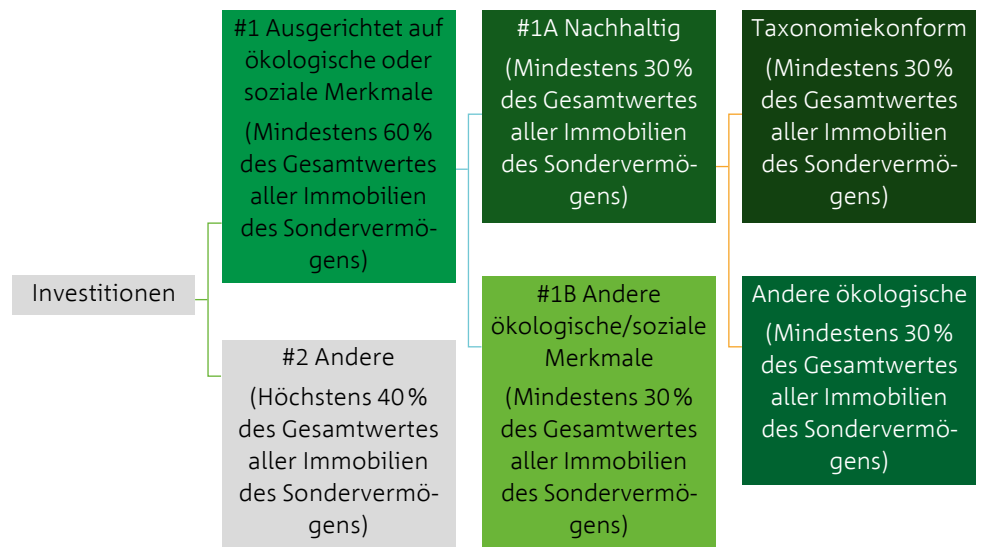 Investitionen
#1 Ausgerichtet auf
ökologische oder
soziale Merkmale
(Mindestens 60 %
des Gesamtwertes
aller Immobilien
des Sondervermö-
gens)
#2 Andere
(Höchstens 40 %
des Gesamtwertes
aller Immobilien
des Sondervermö-
gens)
#1A Nachhaltig
(Mindestens 30 %
des Gesamtwertes
aller Immobilien
des Sondervermö-
gens)
#1B Andere
ökologische/soziale
Merkmale
(Mindestens 30 %
des Gesamtwertes
aller Immobilien
des Sondervermö-
gens)
Taxonomiekonform
(Mindestens 30 %
des Gesamtwertes
aller Immobilien
des Sondervermö-
gens)
Andere ökologische
(Mindestens 30 %
des Gesamtwertes
aller Immobilien
des Sondervermö-
gens)